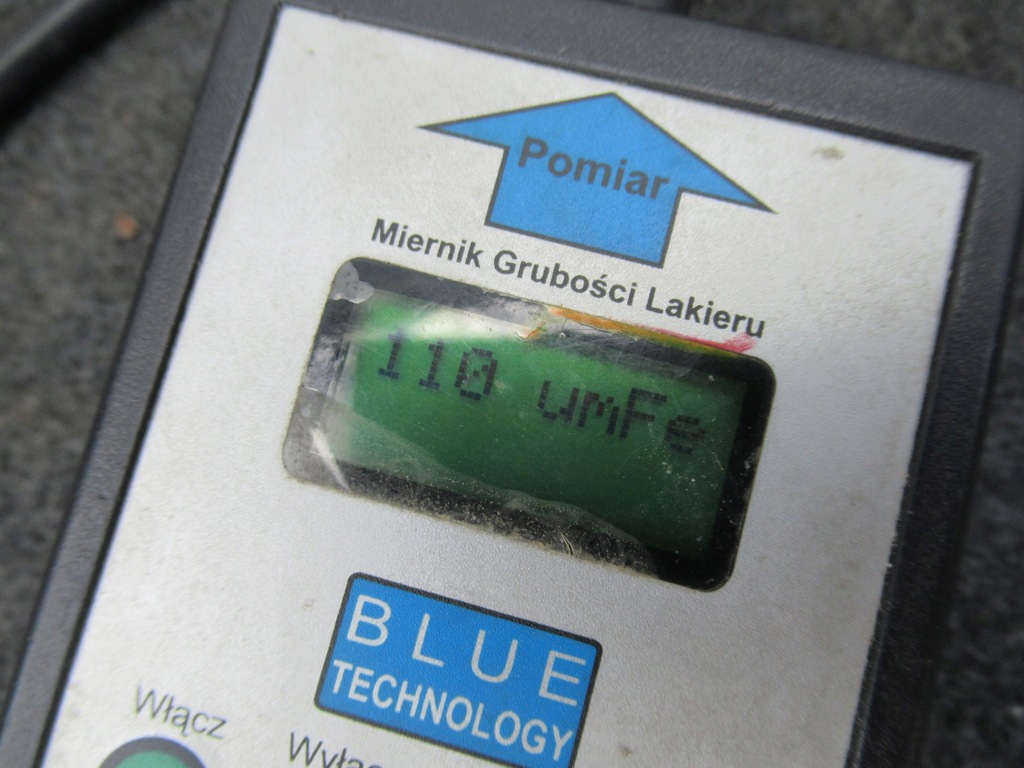 Pomiar
Miernik Grubości Lakieru
110 umFe
BLUE
TECHNOLOGY
Włącz